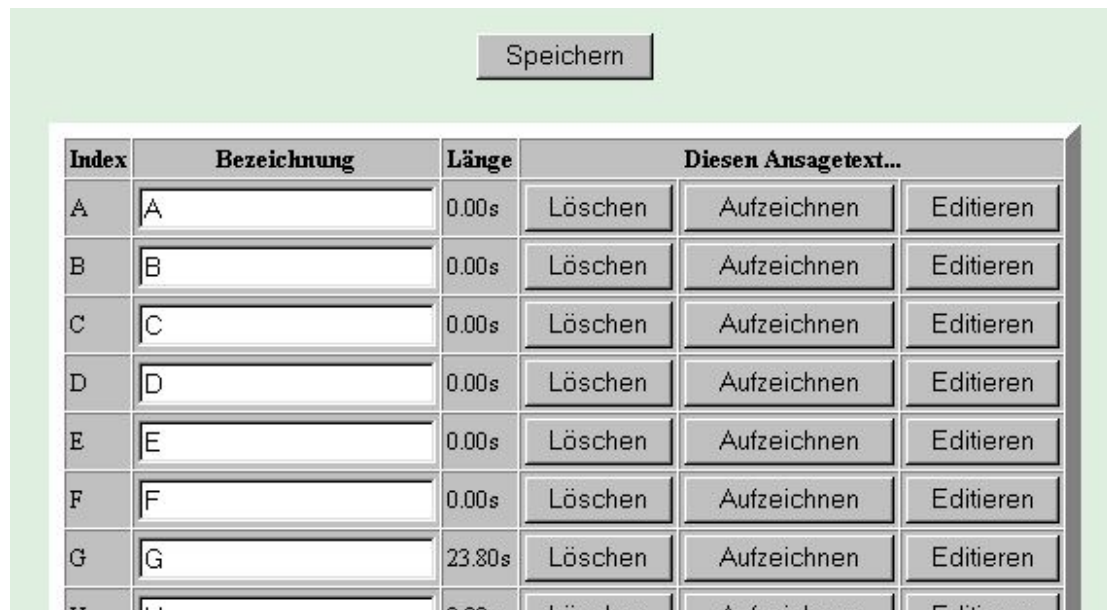 Speichern
Index Bezeichnung Länge Diesen Ansagetext...
A A 0.00s Löschen Aufzeichnen Editieren
B B 0.00s Löschen Aufzeichnen Editieren
C C 0.00s Löschen Aufzeichnen Editieren
D D 0.00s Löschen Aufzeichnen Editieren
E E 0.00s Löschen Aufzeichnen Editieren
F F 0.00s Löschen Aufzeichnen Editieren
G G 23.80s Löschen Aufzeichnen Editieren